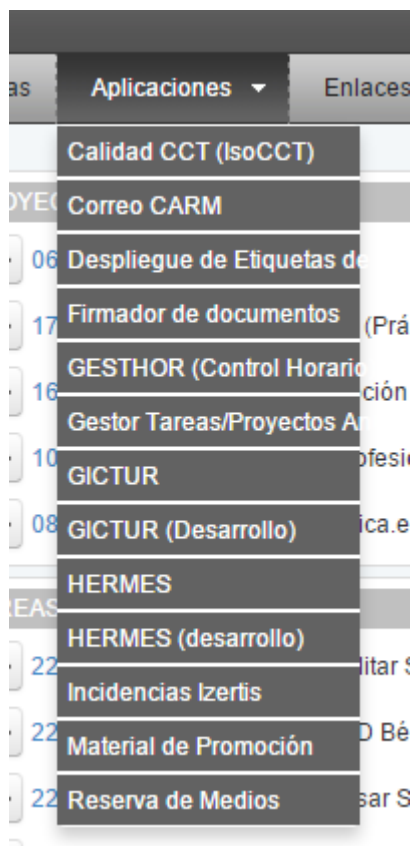 as Aplicaciones Enlaces
Calidad CCT (IsoCCT)
Correo CARM
06 Despliegue de Etiquetas de
Firmador de documentos
17 (Prá
GESTHOR (Control Horario
16 ción
Gestor Tareas/Proyectos
10 ofesi
GICTUR
08 GICTUR (Desarrollo) ica.e
HERMES
EAS
HERMES (desarrollo)
22 litar S
Incidencias Izertis
22 Material de Promoción D Bé
22 Reserva de Medios sar S